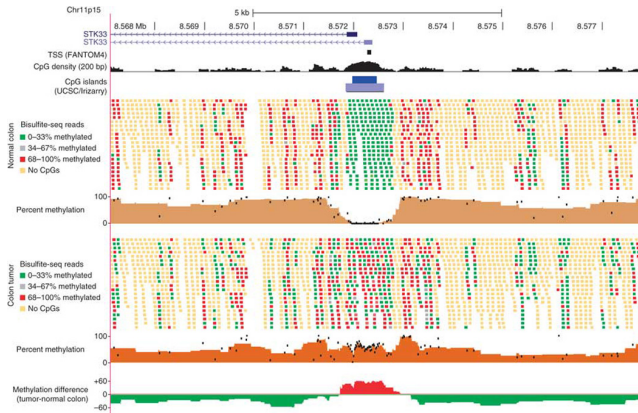 Chr11p15
5 kb
8.568 Mb 8.569 8.570 8.571 8.572 8.573 8.574 8.575 8.576 8.577
STK33
STK33
TSS (FANTOM4)
CpG density (200 bp)
CpG islands
(UCSC/Irizarry)
Normal colon
Bisulfite-seq reads
0–33% methylated
34–67% methylated
68–100% methylated
No CpGs
100
Percent methylation
0
Colon tumor
Bisulfite-seq reads
0–33% methylated
34–67% methylated
68–100% methylated
No CpGs
100
Percent methylation
0
+60
Methylation difference
0
(tumor-normal colon)
−60